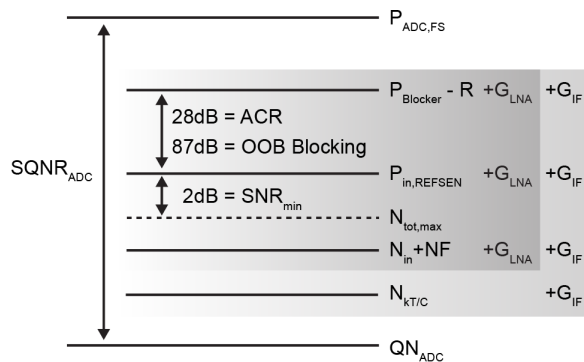 P_ADC,FS
P_Blocker - R +G_LNA +G_IF
28dB = ACR
87dB = OOB Blocking
SQNR_ADC
P_in,REFSEN +G_LNA +G_IF
2dB = SNR_min
N_tot,max
N_in+NF +G_LNA +G_IF
N_kT/C +G_IF
QN_ADC